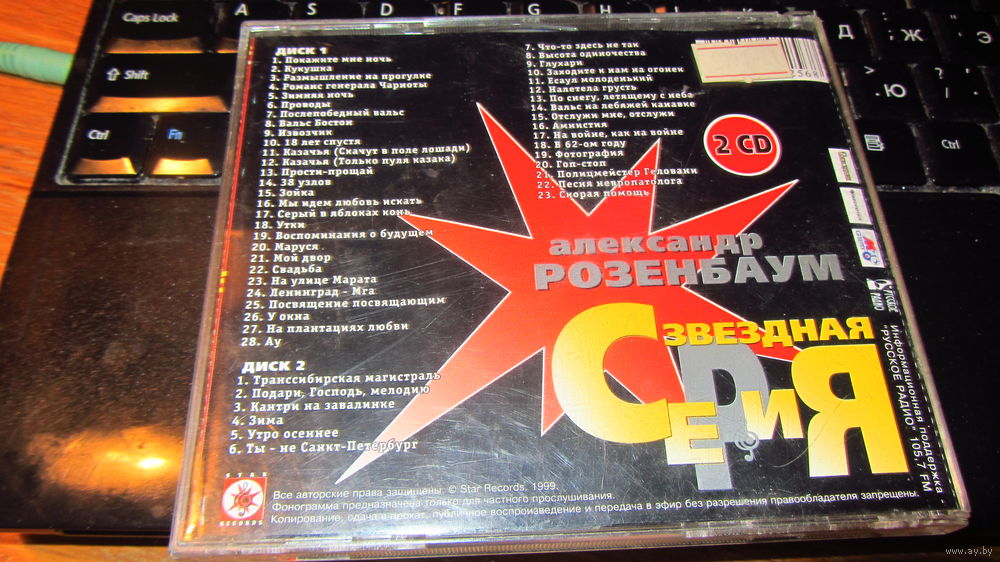 Caps Lock
A
S
D
F
G
Д
Ж
Э
Shift
Ю
Ctrl
Fn
Ctrl
ДИСК 1
1. Покажите мне ночь
2. Кукушка
3. Размышление на прогулке
4. Романс генерала Чарноты
5. Зимняя ночь
6. Проводы
7. Послепобедный вальс
8. Вальс Бостон
9. Извозчик
10. 18 лет спустя
11. Казачья (Скачут в поле лошади)
12. Казачья (Только пуля казака)
13. Прости-прощай
14. 38 узлов
15. Зойка
16. Мы идем любовь искать
17. Серый в яблоках конь
18. Утки
19. Воспоминания о будущем
20. Маруся
21. Мой двор
22. Свадьба
23. На улице Марата
24. Ленинград - Мга
25. Посвящение посвящающим
26. У окна
27. На плантациях любви
28. Ау
ДИСК 2
1. Транссибирская магистраль
2. Подари, Господь, мелодию
3. Кантри на завалинке
4. Зима
5. Утро осеннее
6. Ты - не Санкт-Петербург
7. Что-то здесь не так
8. Высота одиночества
9. Глухари
10. Заходите к нам на огонек
11. Есаул молоденький
12. Налетела грусть
13. По снегу, летящему с неба
14. Вальс на лебяжей канавке
15. Отслужи мне, отслужи
16. Амнистия
17. На войне, как на войне
18. В 62-ом году
19. Фотография
20. Гоп-стоп
21. Полицмейстер Геловани
22. Песня невропатолога
23. Скорая помощь
3568
2 CD
александр
РОЗЕНБАУМ
ЗВЕЗДНАЯ
СЕРИЯ
РУССКОЕ
РАДИО
Информационная поддержка -
"РУССКОЕ РАДИО" 105.7 FM
STAR
RECORDS
Все авторские права защищены. © Star Records, 1999.
Фонограмма предназначена только для частного прослушивания.
Копирование, сдача в прокат, публичное воспроизведение и передача в эфир без разрешения правообладателя запрещены.
www.ay.by